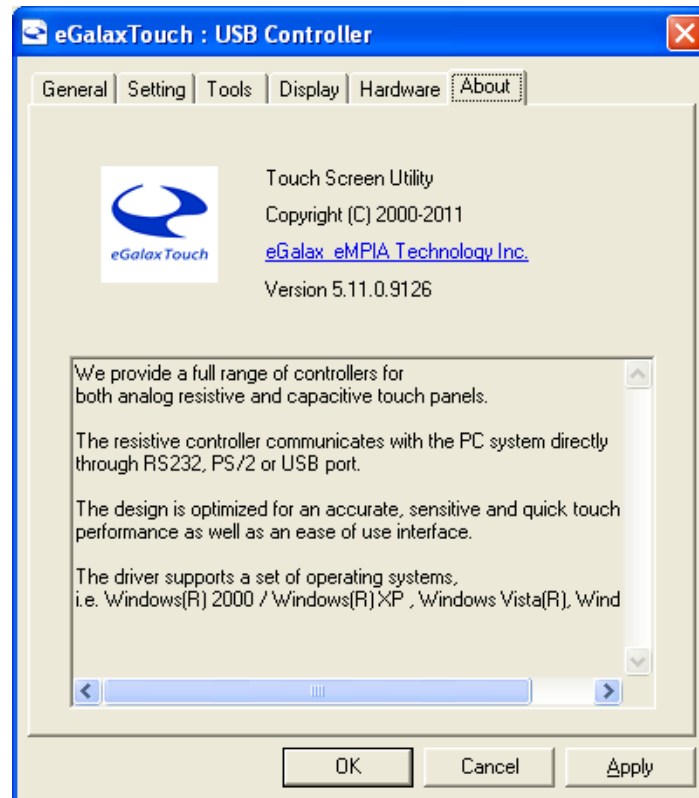 eGalaxTouch : USB Controller
General Setting Tools Display Hardware About
Touch Screen Utility
Copyright (C) 2000-2011
eGalax_eMPIA Technology Inc.
Version 5.11.0.9126
eGalaxTouch
We provide a full range of controllers for
both analog resistive and capacitive touch panels.
The resistive controller communicates with the PC system directly
through RS232, PS/2 or USB port.
The design is optimized for an accurate, sensitive and quick touch
performance as well as an ease of use interface.
The driver supports a set of operating systems,
i.e. Windows(R) 2000 / Windows(R) XP , Windows Vista(R), Wind
OK Cancel Apply